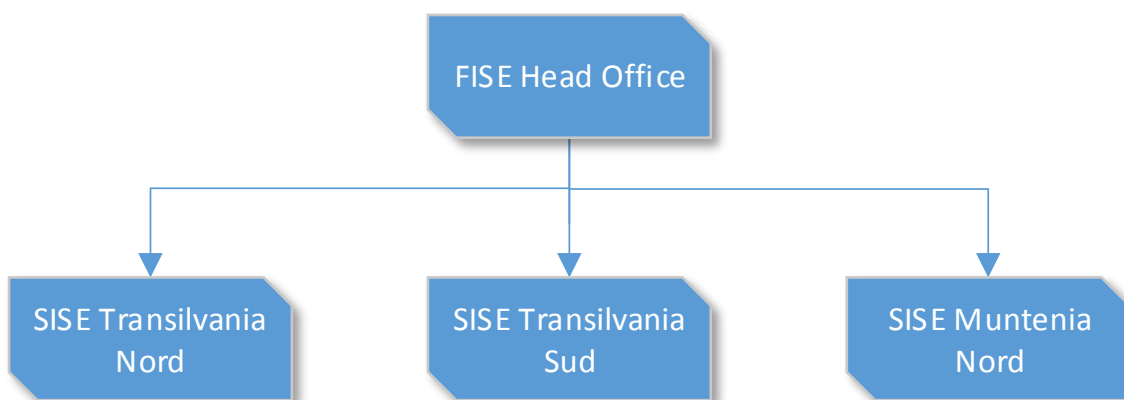 FISE Head Office
SISE Transilvania
Nord
SISE Transilvania
Sud
SISE Muntenia
Nord